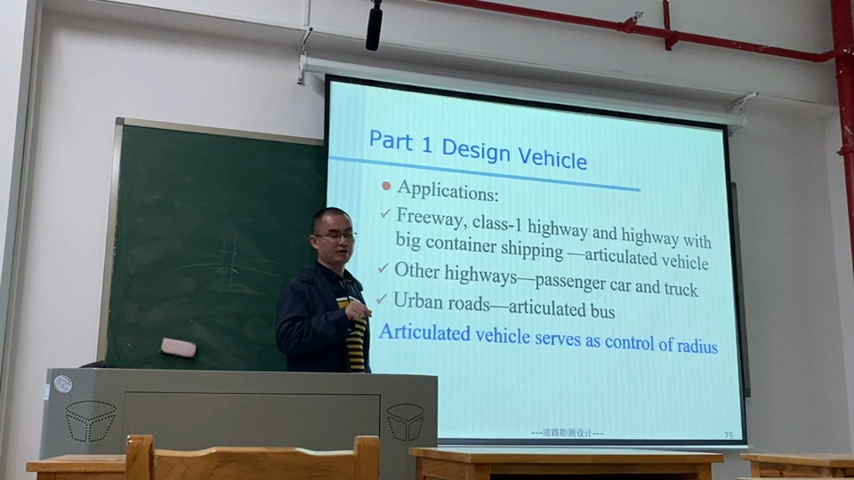 Part 1 Design Vehicle
Applications:
Freeway, class-1 highway and highway with
big container shipping —articulated vehicle
Other highways—passenger car and truck
Urban roads—articulated bus
Articulated vehicle serves as control of radius
---道路勘测设计---
75